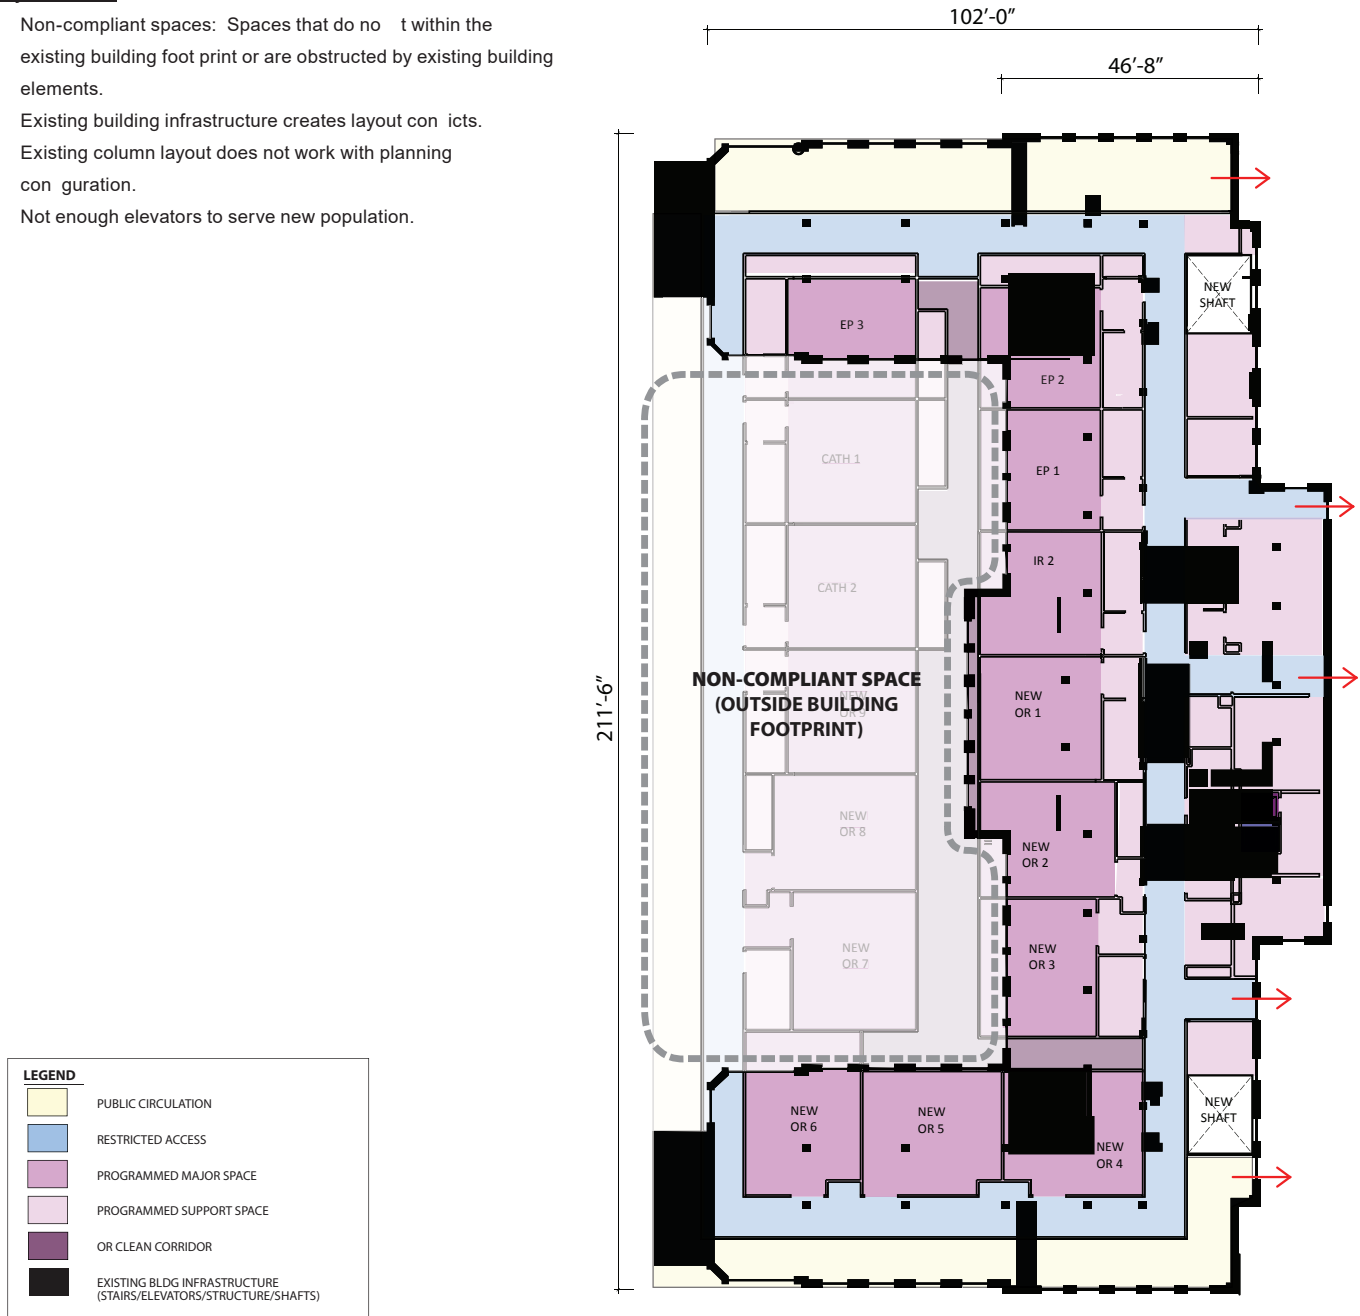 Non-compliant spaces: Spaces that do no t within the
existing building foot print or are obstructed by existing building
elements.
Existing building infrastructure creates layout con icts.
Existing column layout does not work with planning
con guration.
Not enough elevators to serve new population.
102'-0"
46'-8"
211'-6"
NEW
SHAFT
EP 3
EP 2
CATH 1
EP 1
IR 2
CATH 2
NON-COMPLIANT SPACE
(OUTSIDE BUILDING
FOOTPRINT)
NEW
OR 9
NEW
OR 1
NEW
OR 8
NEW
OR 2
NEW
OR 7
NEW
OR 3
NEW
OR 6
NEW
OR 5
NEW
OR 4
NEW
SHAFT
LEGEND
PUBLIC CIRCULATION
RESTRICTED ACCESS
PROGRAMMED MAJOR SPACE
PROGRAMMED SUPPORT SPACE
OR CLEAN CORRIDOR
EXISTING BLDG INFRASTRUCTURE
(STAIRS/ELEVATORS/STRUCTURE/SHAFTS)